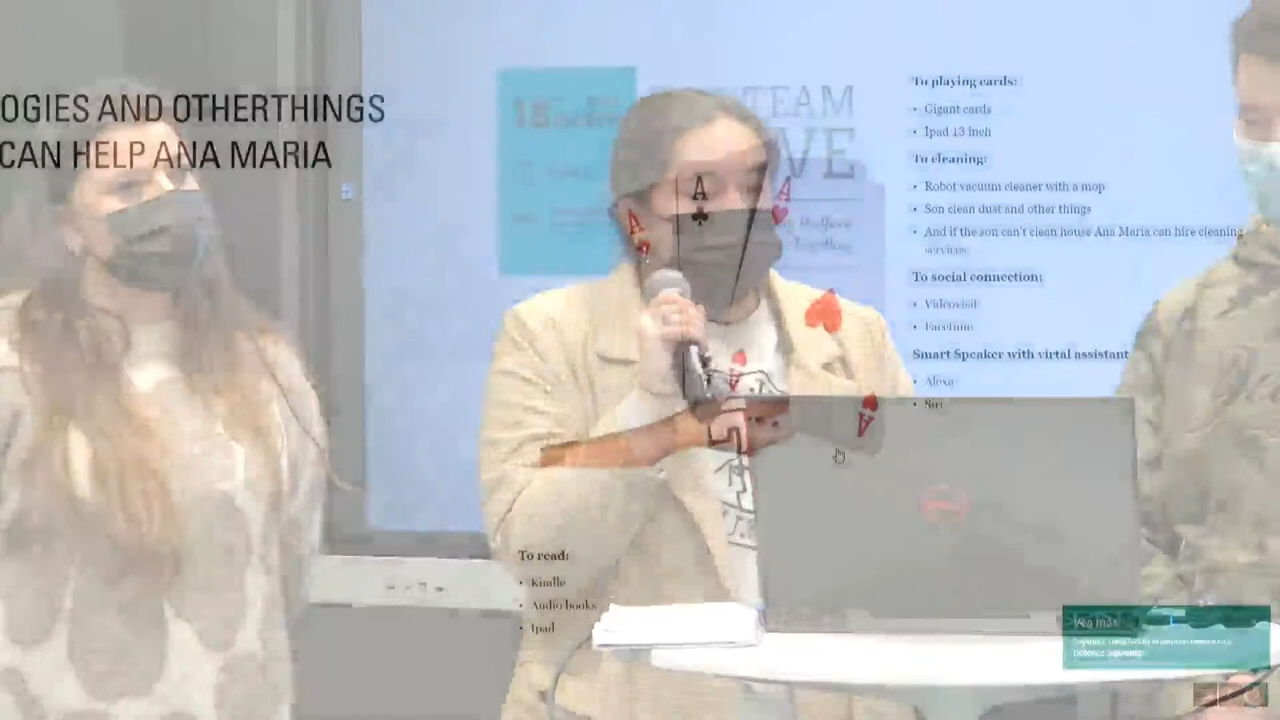 OGIES AND OTHERTHINGS
CAN HELP ANA MARIA
18
TEAM
VE
A
A
A
A
To playing cards:
• Gigant cards
• Ipad 13 inch
To cleaning:
• Robot vacuum cleaner with a mop
• Son clean dust and other things
• And if the son can't clean house Ana Maria can hire cleaning
services
To social connection:
• Videovisit
• Facetime
Smart Speaker with virtal assistant
• Alexa
• Siri
To read:
• Kindle
• Audio books
• Ipad
Vea más